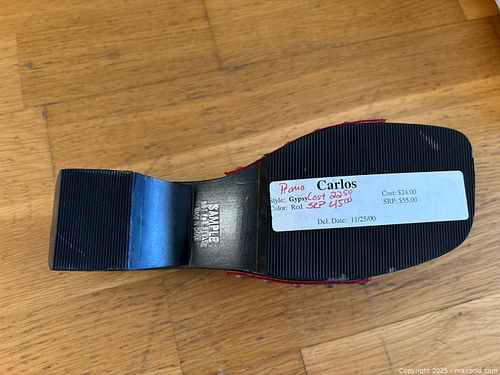 Carlos
Style: Gypsy Cost 22 50 Cost: $24.00
Color: Red SRP 45 00 SRP: $55.00
Del. Date: 11/25/00
SAMPLE
Copyright 2025 - maxsold.com